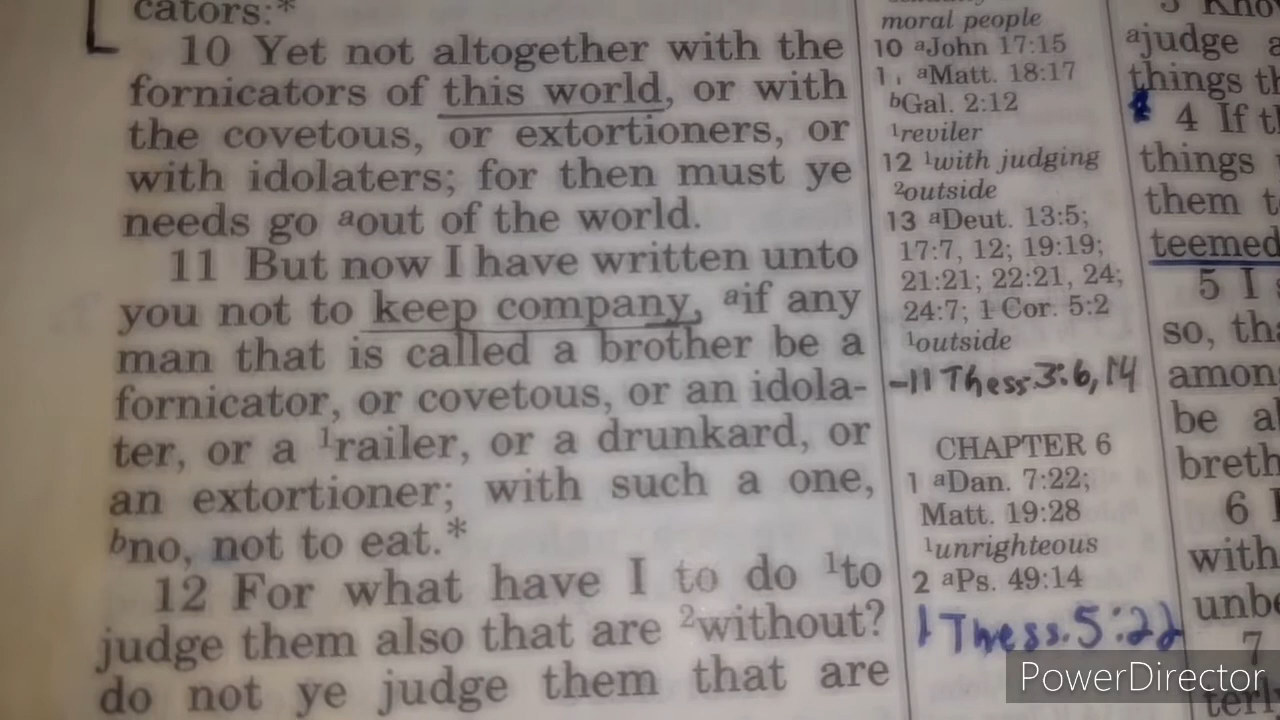 cators:*
10 Yet not altogether with the
fornicators of this world, or with
the covetous, or extortioners, or
with idolaters; for then must ye
needs go aout of the world.
11 But now I have written unto
you not to keep company, aif any
man that is called a brother be a
fornicator, or covetous, or an idola-
ter, or a 1railer, or a drunkard, or
an extortioner; with such a one,
bno, not to eat.*
12 For what have I to do 1to
judge them also that are 2without?
do not ye judge them that are
moral people
10 aJohn 17:15
aMatt. 18:17
bGal. 2:12
1reviler
12 1with judging
2outside
13 aDeut. 13:5;
17:7, 12; 19:19;
21:21; 22:21, 24;
24:7; 1 Cor. 5:2
1outside
-11 Thess 3:6, 14
CHAPTER 6
1 aDan. 7:22;
Matt. 19:28
1unrighteous
2 aPs. 49:14
1 Thess. 5:22
ajudge
things
4 If
things
them
teemed
5 I
so,
among
be
breth
6
with
unbe
7
terly
PowerDirector